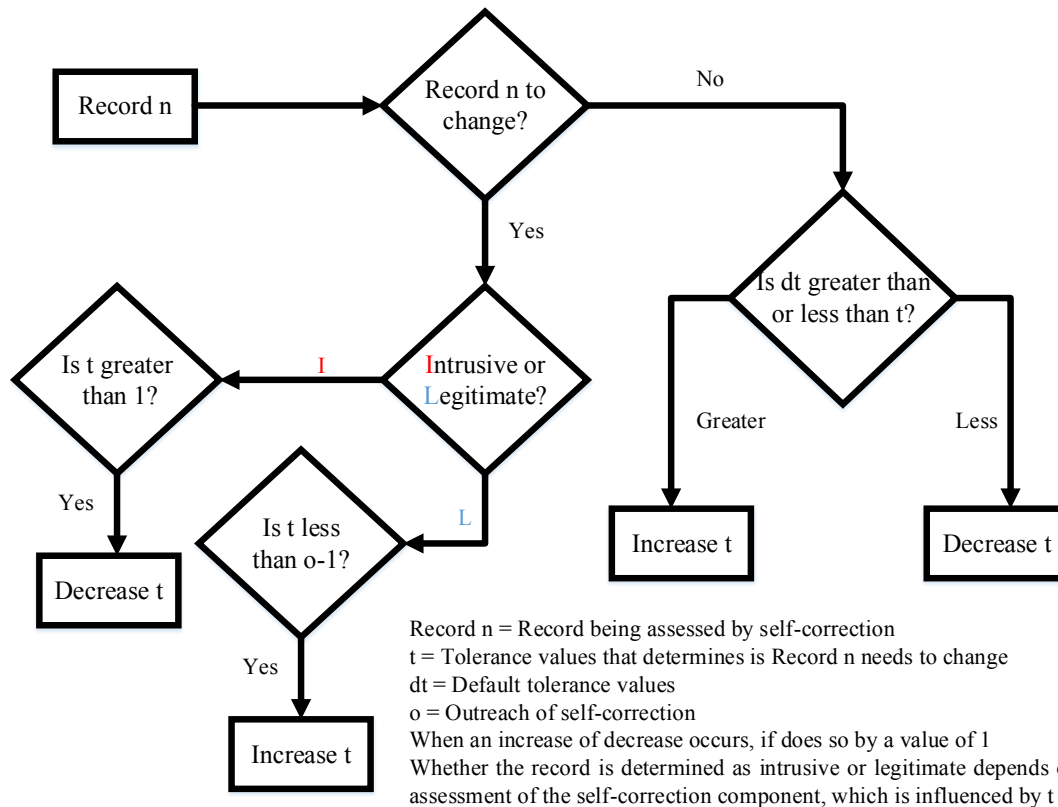 Record n
Record n to
change?
No
Yes
Is dt greater than
or less than t?
Is t greater
than 1?
I
Intrusive or
Legitimate?
Greater
Less
Yes
L
Is t less
than o-1?
Increase t
Decrease t
Decrease t
Yes
Increase t
Record n = Record being assessed by self-correction
t = Tolerance values that determines is Record n needs to change
dt = Default tolerance values
o = Outreach of self-correction
When an increase of decrease occurs, if does so by a value of 1
Whether the record is determined as intrusive or legitimate depends
assessment of the self-correction component, which is influenced by t